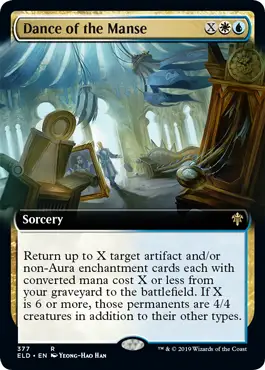 Dance of the Manse X
Sorcery
Return up to X target artifact and/or
non-Aura enchantment cards each with
converted mana cost X or less from
your graveyard to the battlefield. If X
is 6 or more, those permanents are 4/4
creatures in addition to their other types.
377 R
ELD • EN Yeong-Hao Han ™ & © 2019 Wizards of the Coast